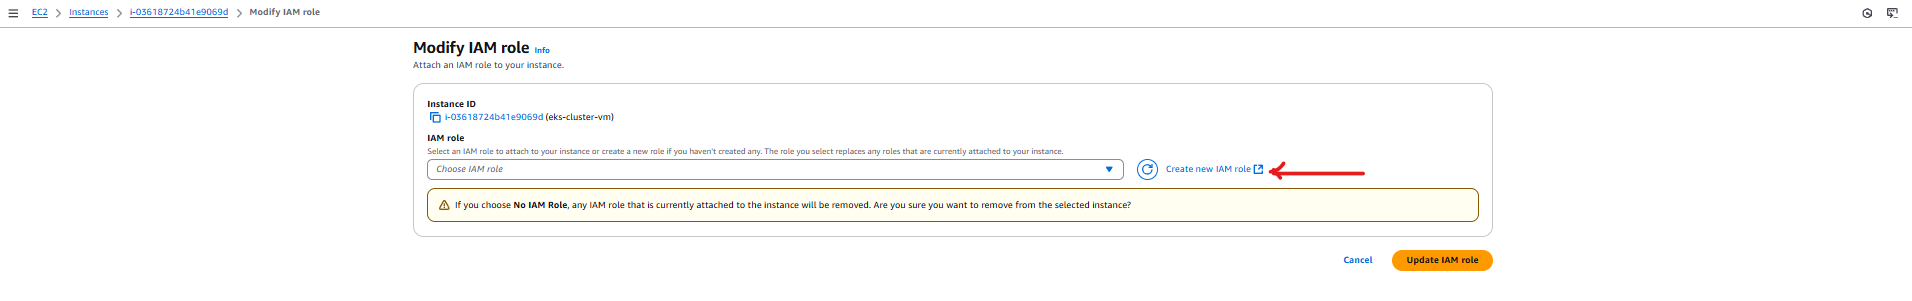 EC2 > Instances > i-03618724b41e9069d > Modify IAM role
Modify IAM role Info
Attach an IAM role to your instance.
Instance ID
i-03618724b41e9069d (eks-cluster-vm)
IAM role
Select an IAM role to attach to your instance or create a new role if you haven't created any. The role you select replaces any roles that are currently attached to your instance.
Choose IAM role
Create new IAM role
If you choose No IAM Role, any IAM role that is currently attached to the instance will be removed. Are you sure you want to remove from the selected instance?
Cancel
Update IAM role